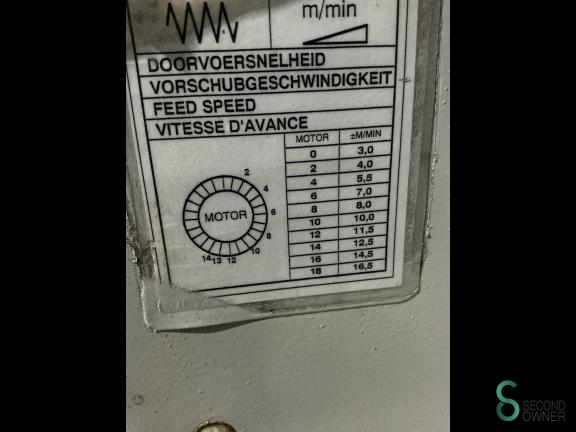 m/min
DOORVOERSNELHEID
VORSCHUBGESCHWINDIGKEIT
FEED SPEED
VITESSE D'AVANCE
MOTOR ±M/MIN
0 3,0
2 4,0
4 5,5
6 7,0
8 8,0
10 10,0
12 11,5
14 12,5
16 14,5
18 16,5
2
4
6
8
10
12
13
14
MOTOR
SECOND
OWNER